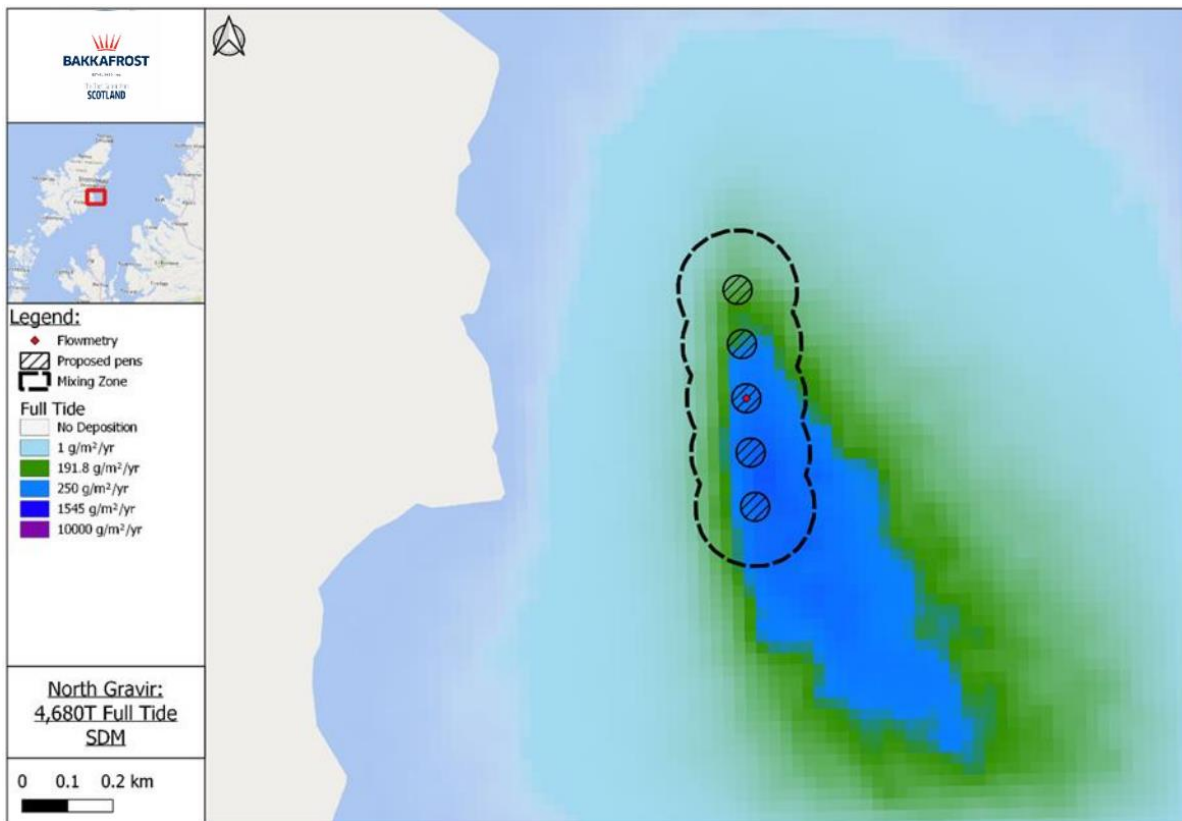 BAKKAFROST
SCOTLAND
Legend:
Flowmetry
Proposed pens
Mixing Zone
Full Tide
No Deposition
1 g/m²/yr
191.8 g/m²/yr
250 g/m²/yr
1545 g/m²/yr
10000 g/m²/yr
North Gravir:
4,680T Full Tide
SDM
0 0.1 0.2 km